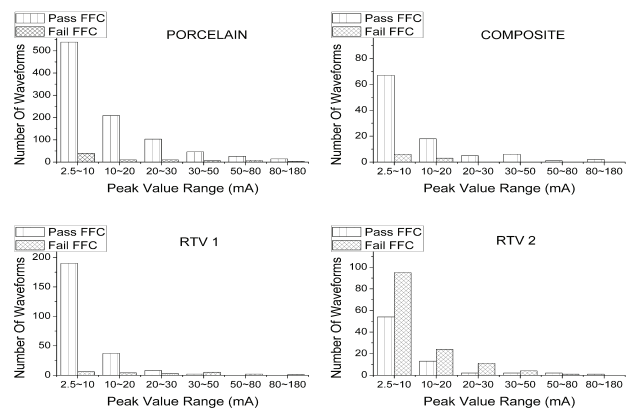 Pass FFC
Fail FFC
PORCELAIN
Number Of Waveforms
500
400
300
200
100
0
2.5~10 10~20 20~30 30~50 50~80 80~180
Peak Value Range (mA)
Pass FFC
Fail FFC
COMPOSITE
Number Of Waveforms
80
60
40
20
0
2.5~10 10~20 20~30 30~50 50~80 80~180
Peak Value Range (mA)
Pass FFC
Fail FFC
RTV 1
Number Of Waveforms
200
150
100
50
0
2.5~10 10~20 20~30 30~50 50~80 80~180
Peak Value Range (mA)
Pass FFC
Fail FFC
RTV 2
Number Of Waveforms
100
80
60
40
20
0
2.5~10 10~20 20~30 30~50 50~80 80~180
Peak Value Range (mA)